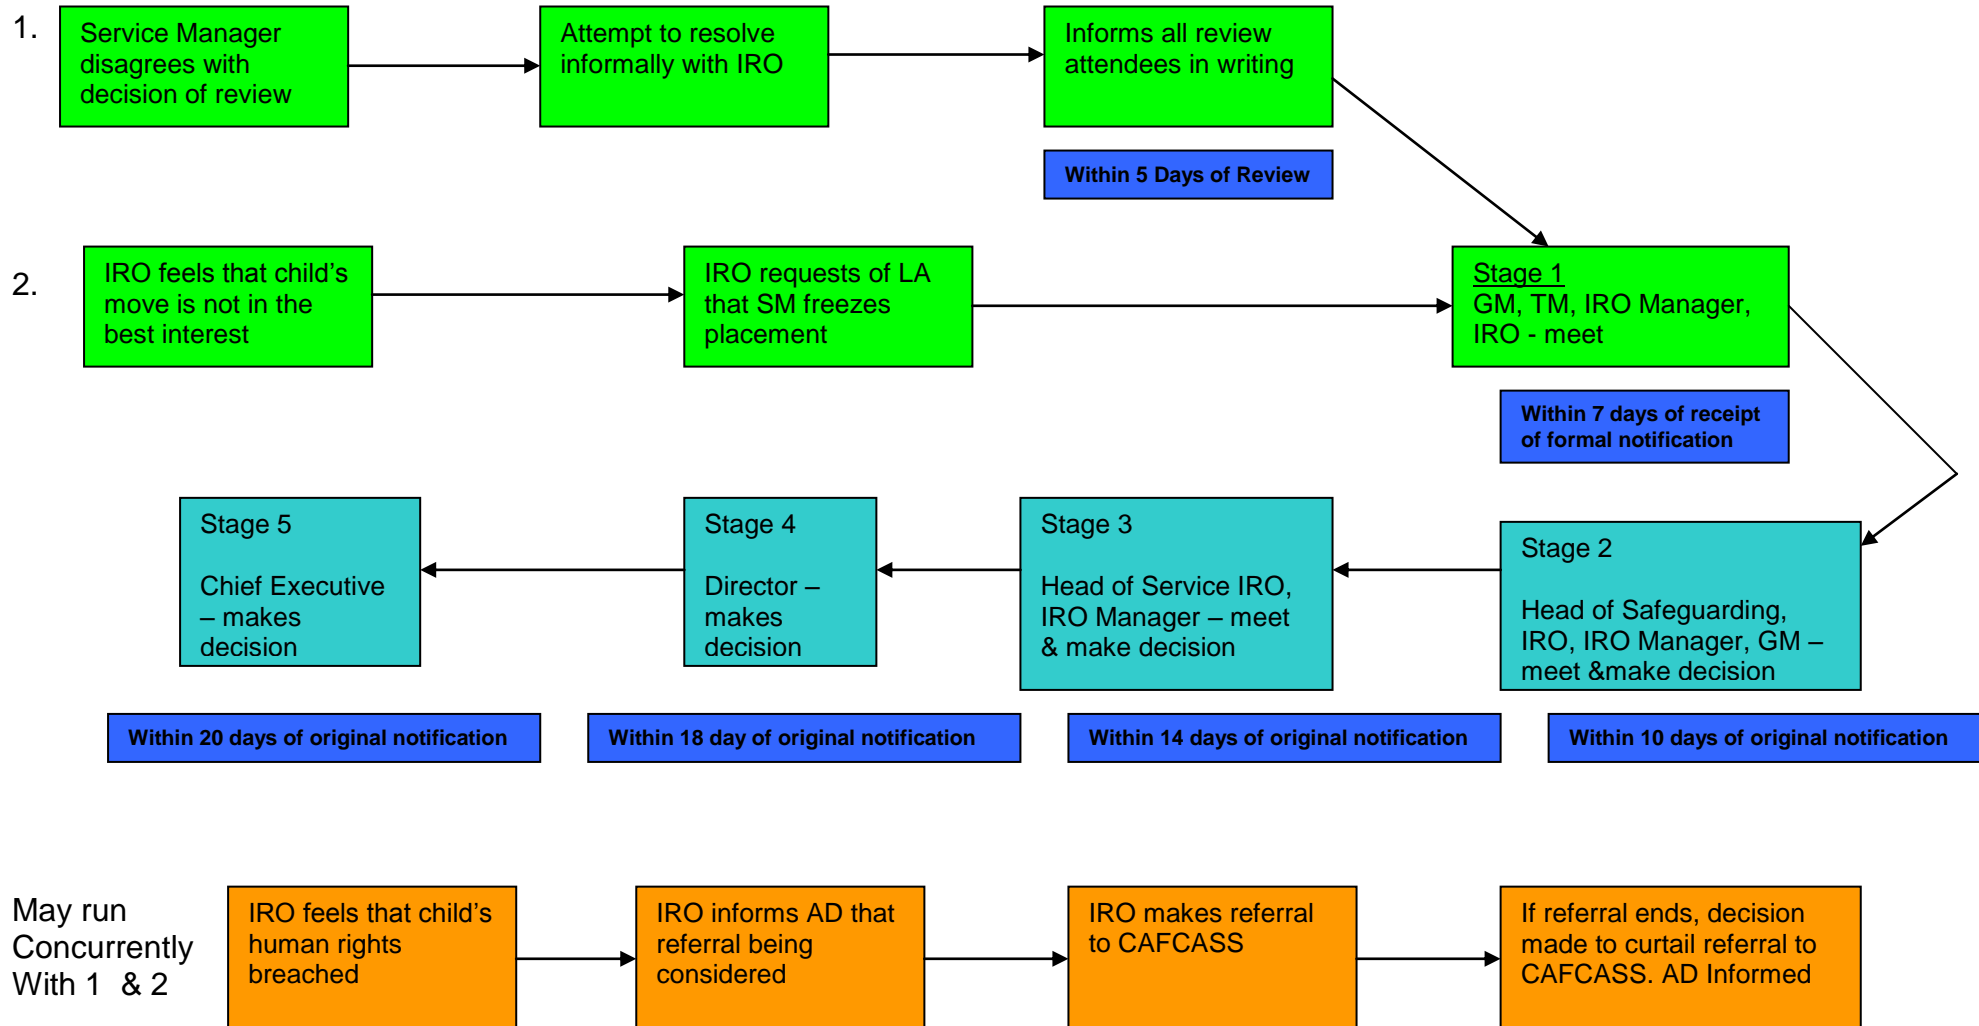 1.
Service Manager
disagrees with
decision of review
Attempt to resolve
informally with IRO
Informs all review
attendees in writing
Within 5 Days of Review
2.
IRO feels that child’s
move is not in the
best interest
IRO requests of LA
that SM freezes
placement
Stage 1
GM, TM, IRO Manager,
IRO - meet
Within 7 days of receipt
of formal notification
Stage 5
Chief Executive
– makes
decision
Stage 4
Director –
makes
decision
Stage 3
Head of Service IRO,
IRO Manager – meet
& make decision
Stage 2
Head of Safeguarding,
IRO, IRO Manager, GM –
meet &make decision
Within 20 days of original notification
Within 18 day of original notification
Within 14 days of original notification
Within 10 days of original notification
May run
Concurrently
With 1 & 2
IRO feels that child’s
human rights
breached
IRO informs AD that
referral being
considered
IRO makes referral
to CAFCASS
If referral ends, decision
made to curtail referral to
CAFCASS. AD Informed